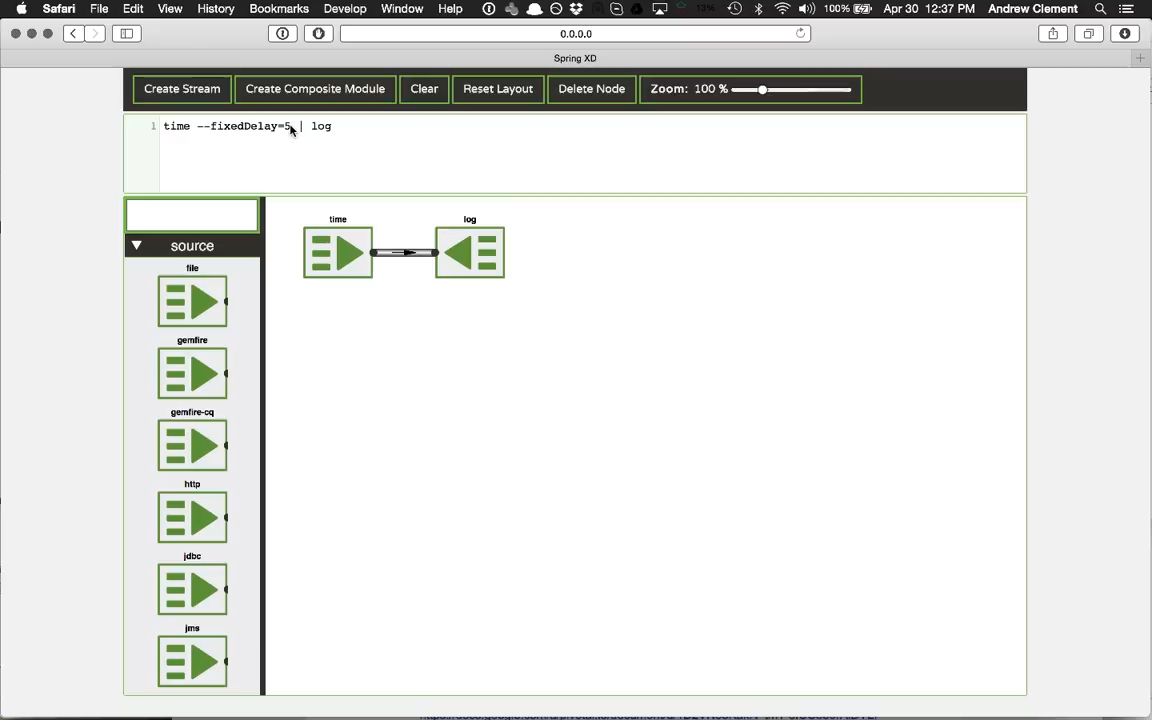 Safari File Edit View History Bookmarks Develop Window Help 13% 100% Apr 30 12:37 PM Andrew Clement
0.0.0.0
Spring XD
Create Stream Create Composite Module Clear Reset Layout Delete Node Zoom: 100 %
1 time --fixedDelay=5 | log
source
file
gemfire
gemfire-cq
http
jdbc
jms
time
log